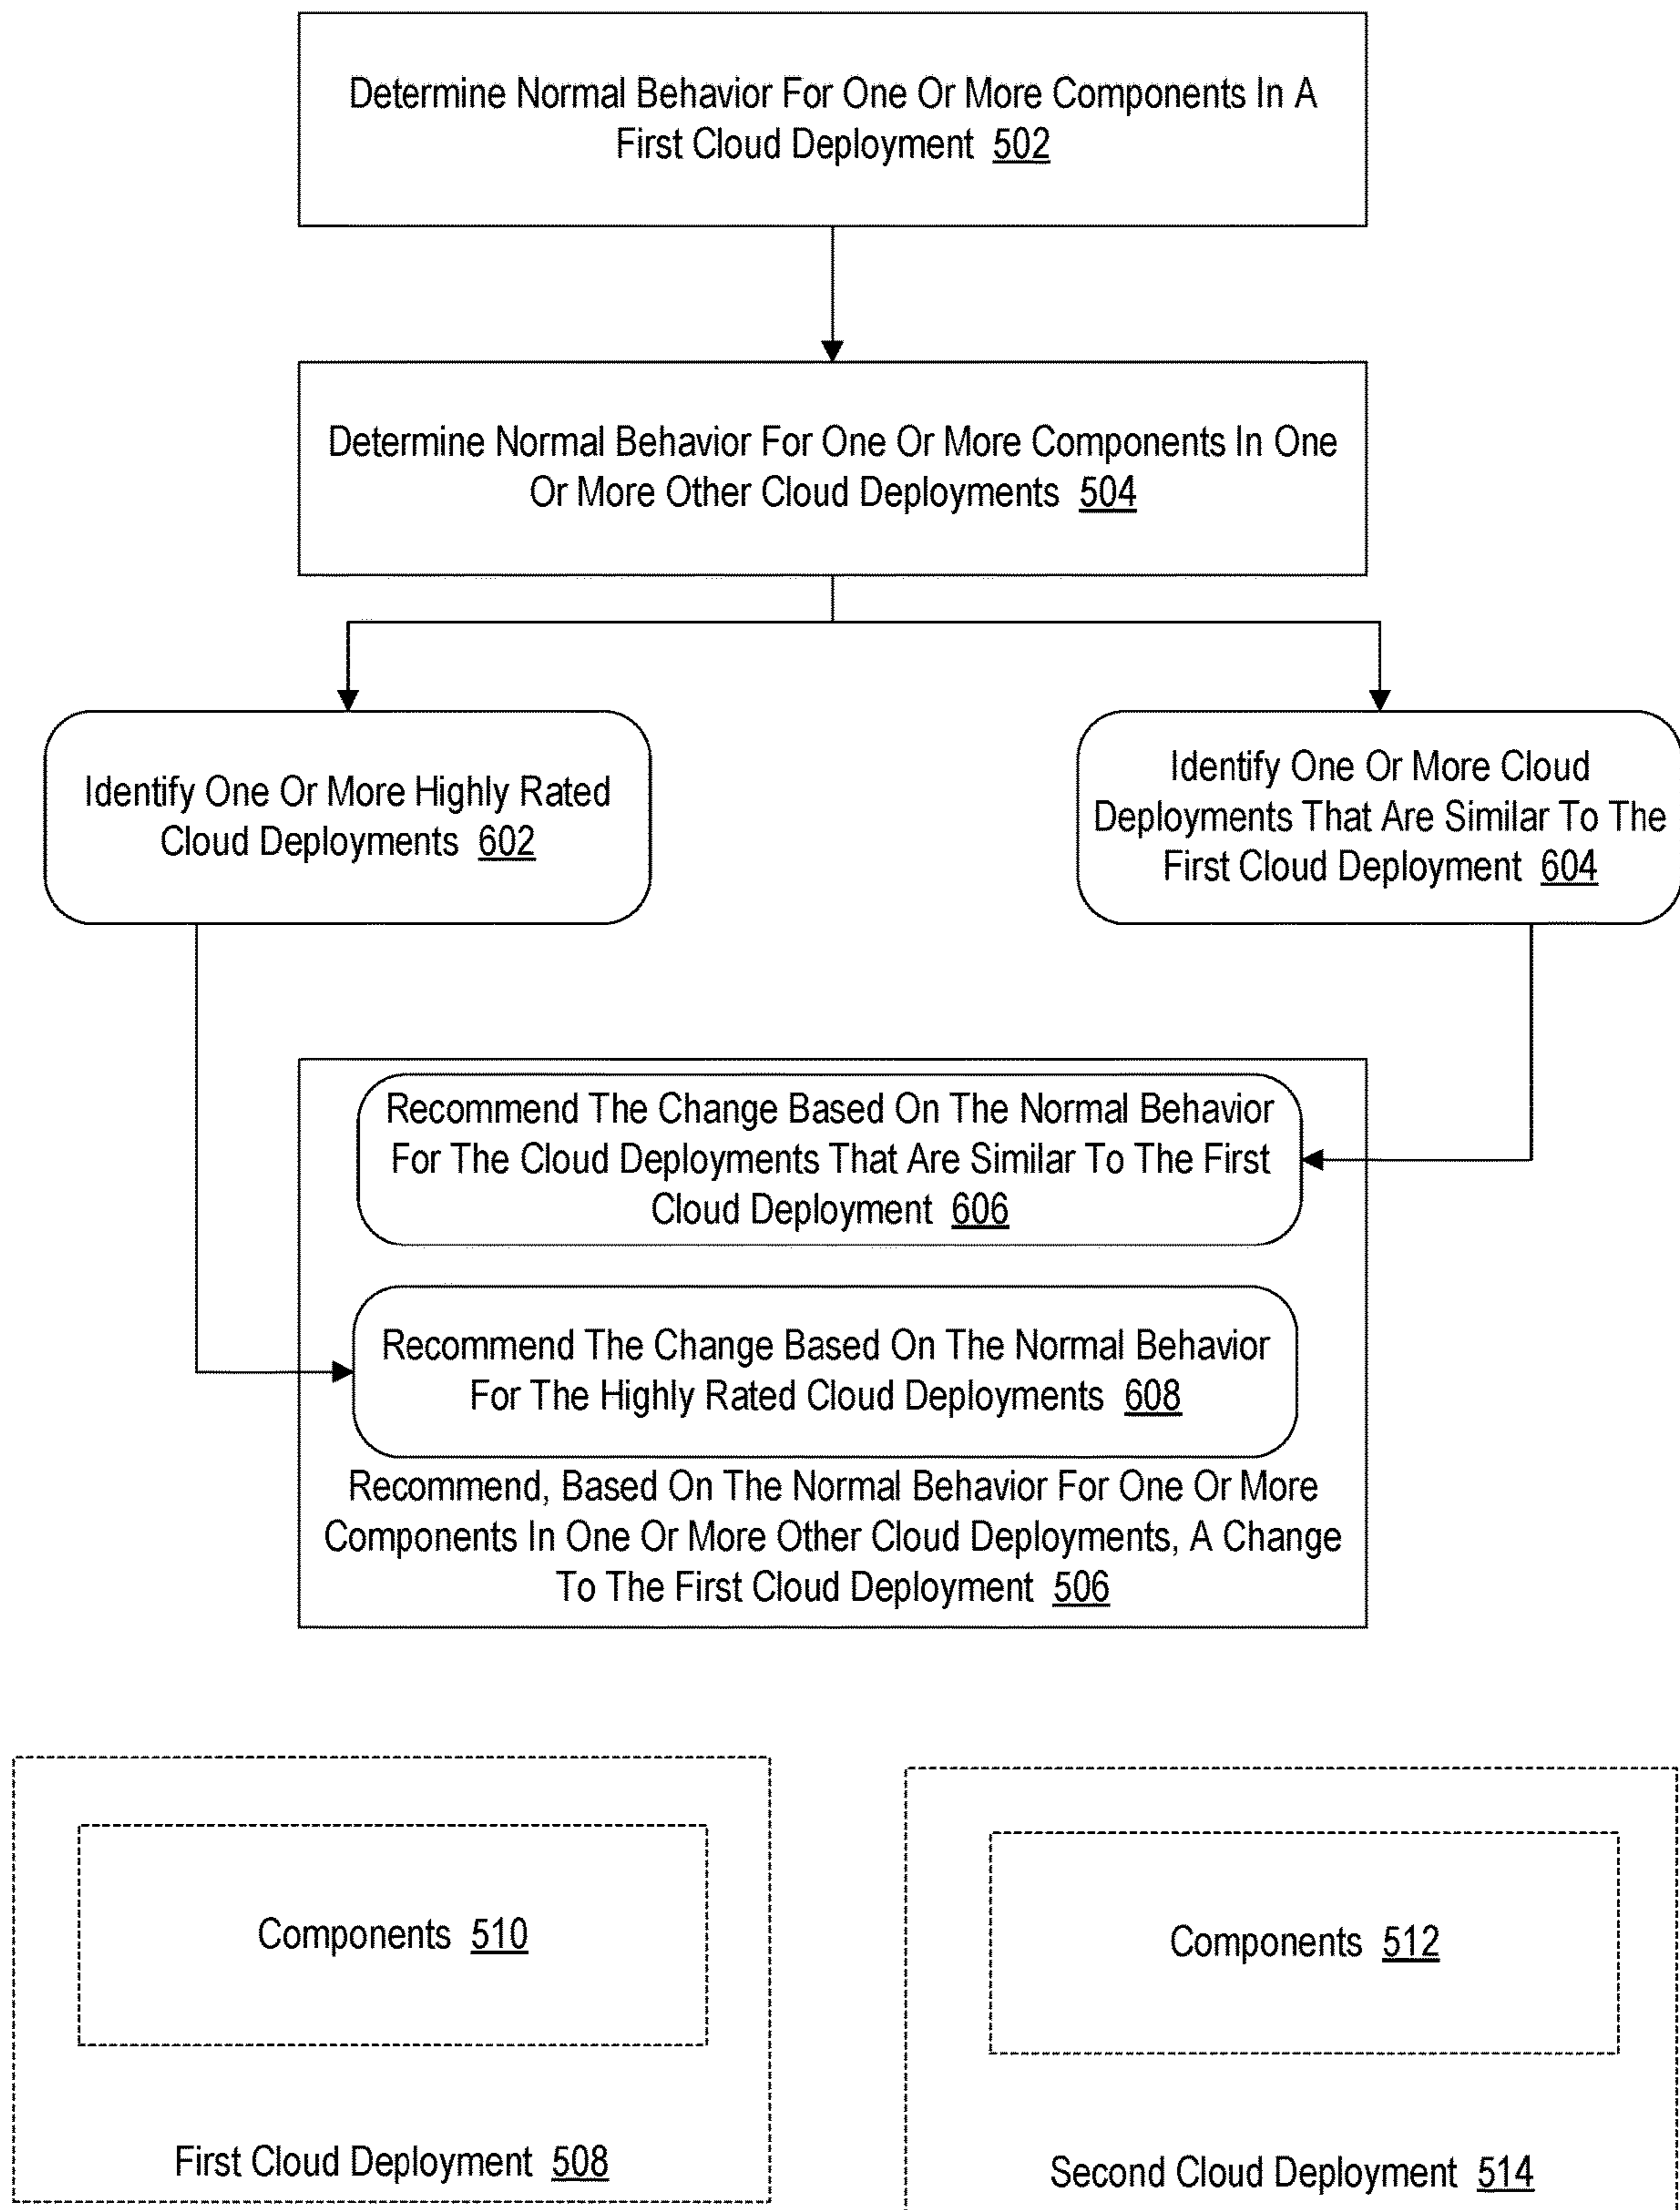 Determine Normal Behavior For One Or More Components In A
First Cloud Deployment 502
Determine Normal Behavior For One Or More Components In One
Or More Other Cloud Deployments 504
Identify One Or More Highly Rated
Cloud Deployments 602
Identify One Or More Cloud
Deployments That Are Similar To The
First Cloud Deployment 604
Recommend The Change Based On The Normal Behavior
For The Cloud Deployments That Are Similar To The First
Cloud Deployment 606
Recommend The Change Based On The Normal Behavior
For The Highly Rated Cloud Deployments 608
Recommend, Based On The Normal Behavior For One Or More
Components In One Or More Other Cloud Deployments, A Change
To The First Cloud Deployment 506
Components 510
First Cloud Deployment 508
Components 512
Second Cloud Deployment 514